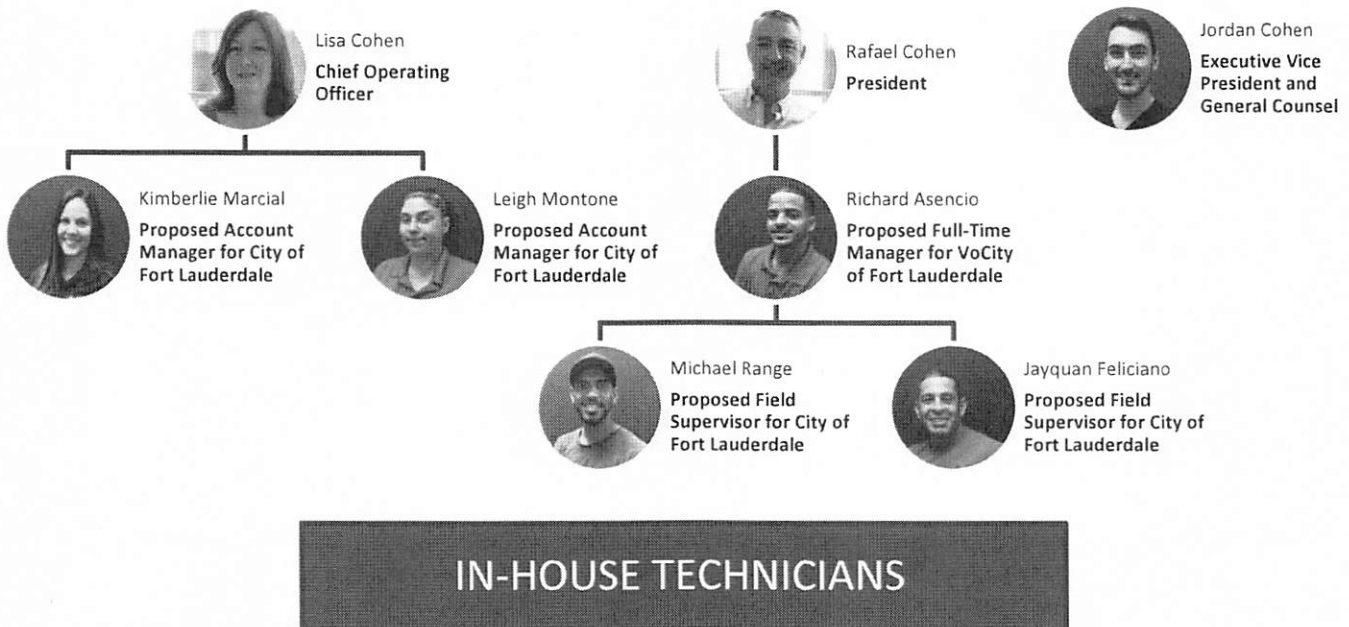 Lisa Cohen
Chief Operating
Officer
Rafael Cohen
President
Jordan Cohen
Executive Vice
President and
General Counsel
Kimberlie Marcial
Proposed Account
Manager for City of
Fort Lauderdale
Leigh Montone
Proposed Account
Manager for City of
Fort Lauderdale
Richard Asencio
Proposed Full-Time
Manager for VoCity
of Fort Lauderdale
Michael Range
Proposed Field
Supervisor for City of
Fort Lauderdale
Jayquan Feliciano
Proposed Field
Supervisor for City of
Fort Lauderdale
IN-HOUSE TECHNICIANS